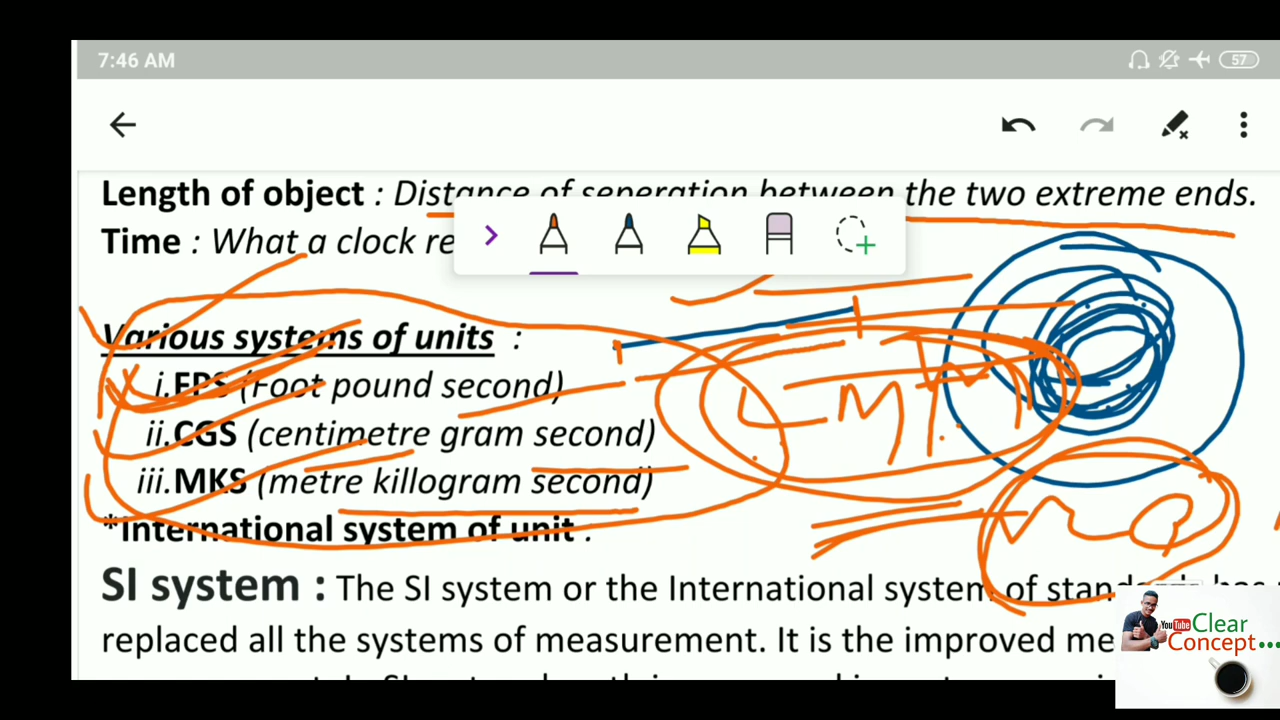 7:46 AM
57
Length of object : Distance of seperation between the two extreme ends.
Time : What a clock re
Various systems of units :
i.FPS (Foot pound second)
ii.CGS (centimetre gram second)
iii.MKS (metre killogram second)
*International system of unit :
SI system : The SI system or the International system of standards has
replaced all the systems of measurement. It is the improved me
YouTube Clear
Concept...